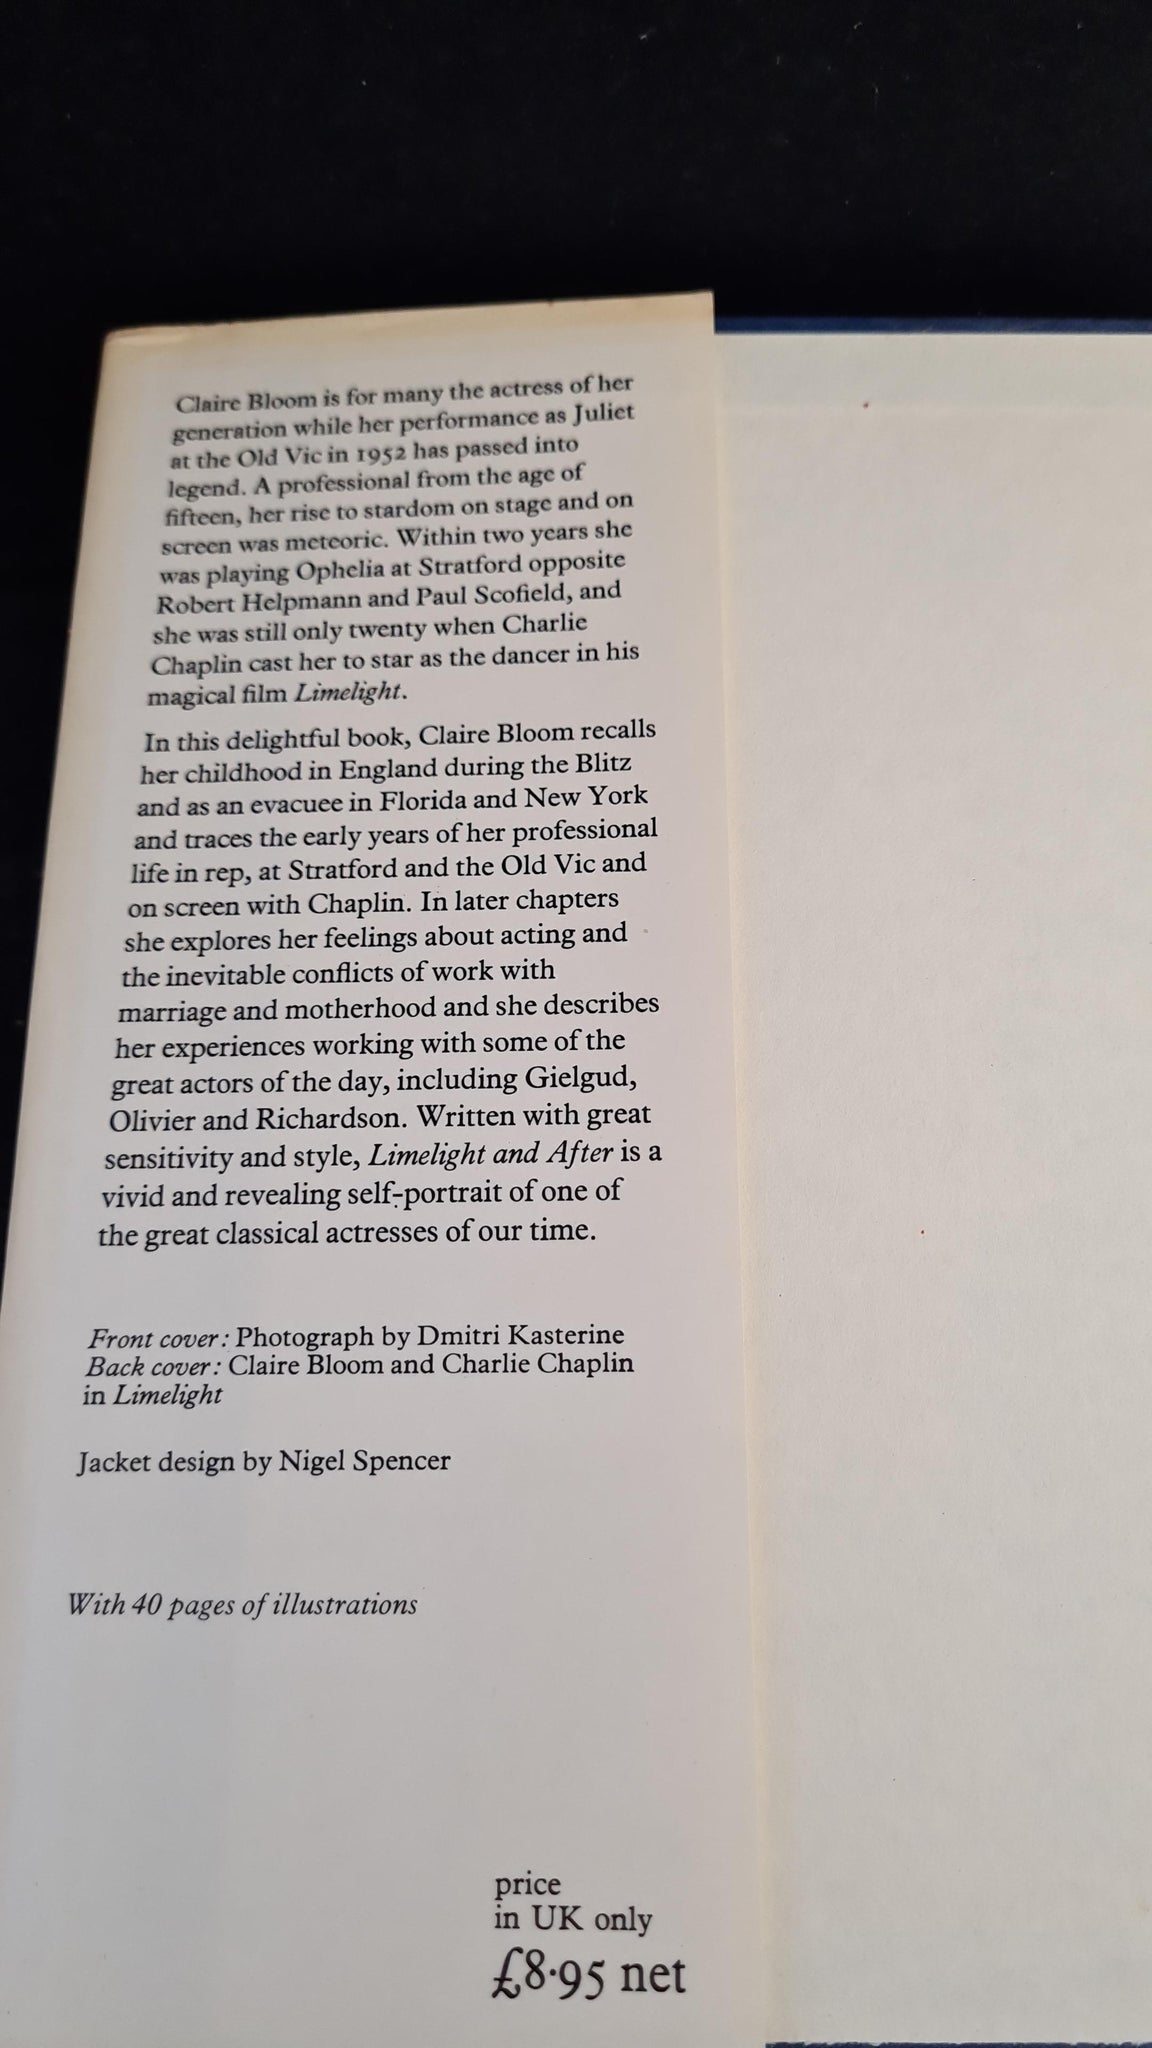 Claire Bloom is for many the actress of her
generation while her performance as Juliet
at the Old Vic in 1952 has passed into
legend. A professional from the age of
fifteen, her rise to stardom on stage and on
screen was meteoric. Within two years she
was playing Ophelia at Stratford opposite
Robert Helpmann and Paul Scofield, and
she was still only twenty when Charlie
Chaplin cast her to star as the dancer in his
magical film Limelight.
In this delightful book, Claire Bloom recalls
her childhood in England during the Blitz
and as an evacuee in Florida and New York
and traces the early years of her professional
life in rep, at Stratford and the Old Vic and
on screen with Chaplin. In later chapters
she explores her feelings about acting and
the inevitable conflicts of work with
marriage and motherhood and she describes
her experiences working with some of the
great actors of the day, including Gielgud,
Olivier and Richardson. Written with great
sensitivity and style, Limelight and After is a
vivid and revealing self-portrait of one of
the great classical actresses of our time.
Front cover: Photograph by Dmitri Kasterine
Back cover: Claire Bloom and Charlie Chaplin
in Limelight
Jacket design by Nigel Spencer
With 40 pages of illustrations
price
in UK only
£8·95 net